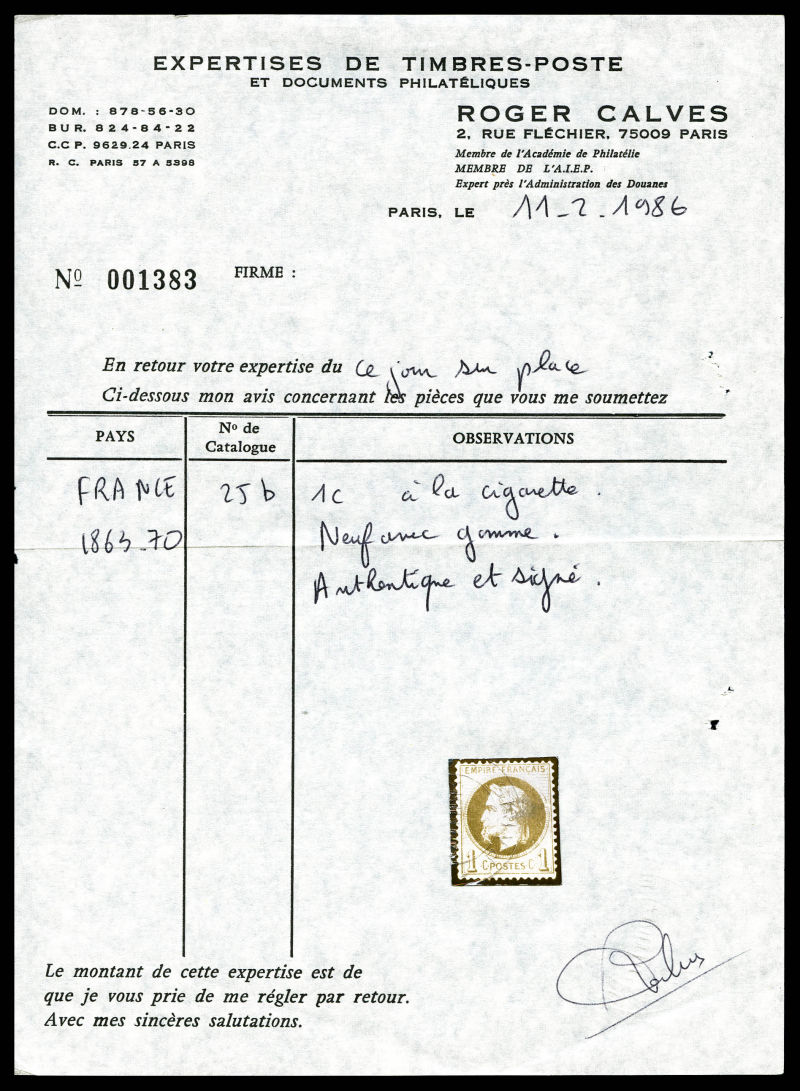 EXPERTISES DE TIMBRES-POSTE
ET DOCUMENTS PHILATÉLIQUES
DOM. : 878-56-30
BUR. 824-84-22
C.C P. 9629.24 PARIS
R. C. PARIS 57 A 5398
ROGER CALVES
2, RUE FLÉCHIER, 75009 PARIS
Membre de l'Académie de Philatélie
MEMBRE DE L'A.I.E.P.
Expert près l'Administration des Douanes
PARIS, LE 11-2-1986
Nº 001383 FIRME :
En retour votre expertise du ce jour sur place
Ci-dessous mon avis concernant les pièces que vous me soumettez
PAYS
Nº de
Catalogue
OBSERVATIONS
FRANCE 25b 1c à la cigarette.
1863-70 Neuf avec gomme.
Authentique et signé.
EMPIRE FRANCAIS
1 C POSTES C 1
Le montant de cette expertise est de
que je vous prie de me régler par retour.
Avec mes sincères salutations.
Calves